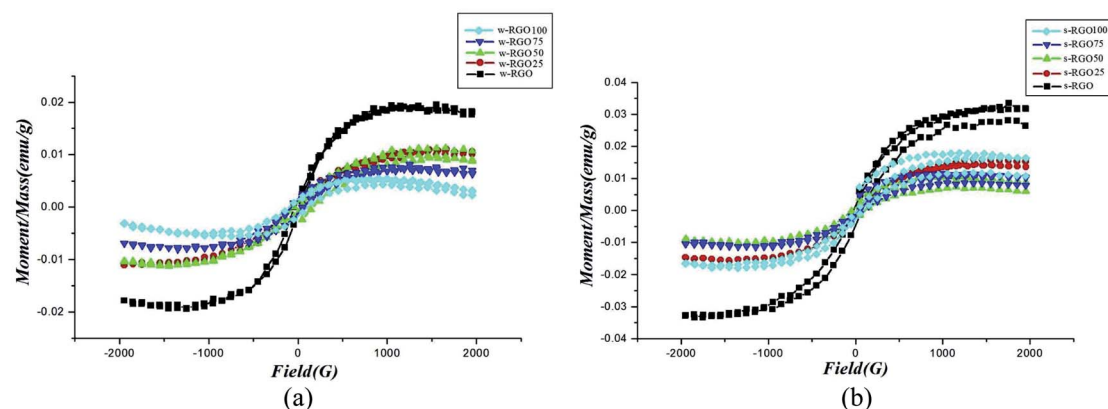 w-RGO100
w-RGO75
w-RGO50
w-RGO25
w-RGO
Moment/Mass(emu/g)
0.02
0.01
0.00
-0.01
-0.02
-2000 -1000 0 1000 2000
Field(G)
(a)
s-RGO100
s-RGO75
s-RGO50
s-RGO25
s-RGO
Moment/Mass(emu/g)
0.04
0.03
0.02
0.01
0.00
-0.01
-0.02
-0.03
-0.04
-2000 -1000 0 1000 2000
Field(G)
(b)